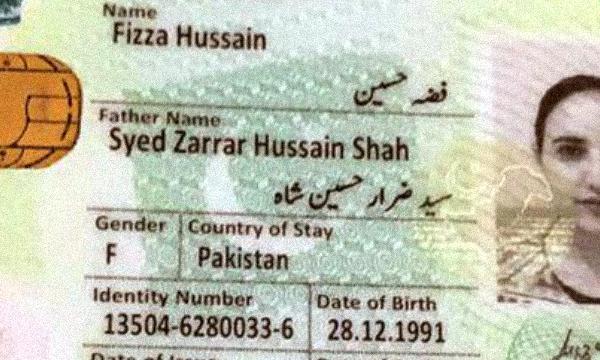 Name
Fizza Hussain
فضہ حسین
Father Name
Syed Zarrar Hussain Shah
سید ضرار حسین شاہ
Gender Country of Stay
F Pakistan
Identity Number Date of Birth
13504-6280033-6 28.12.1991